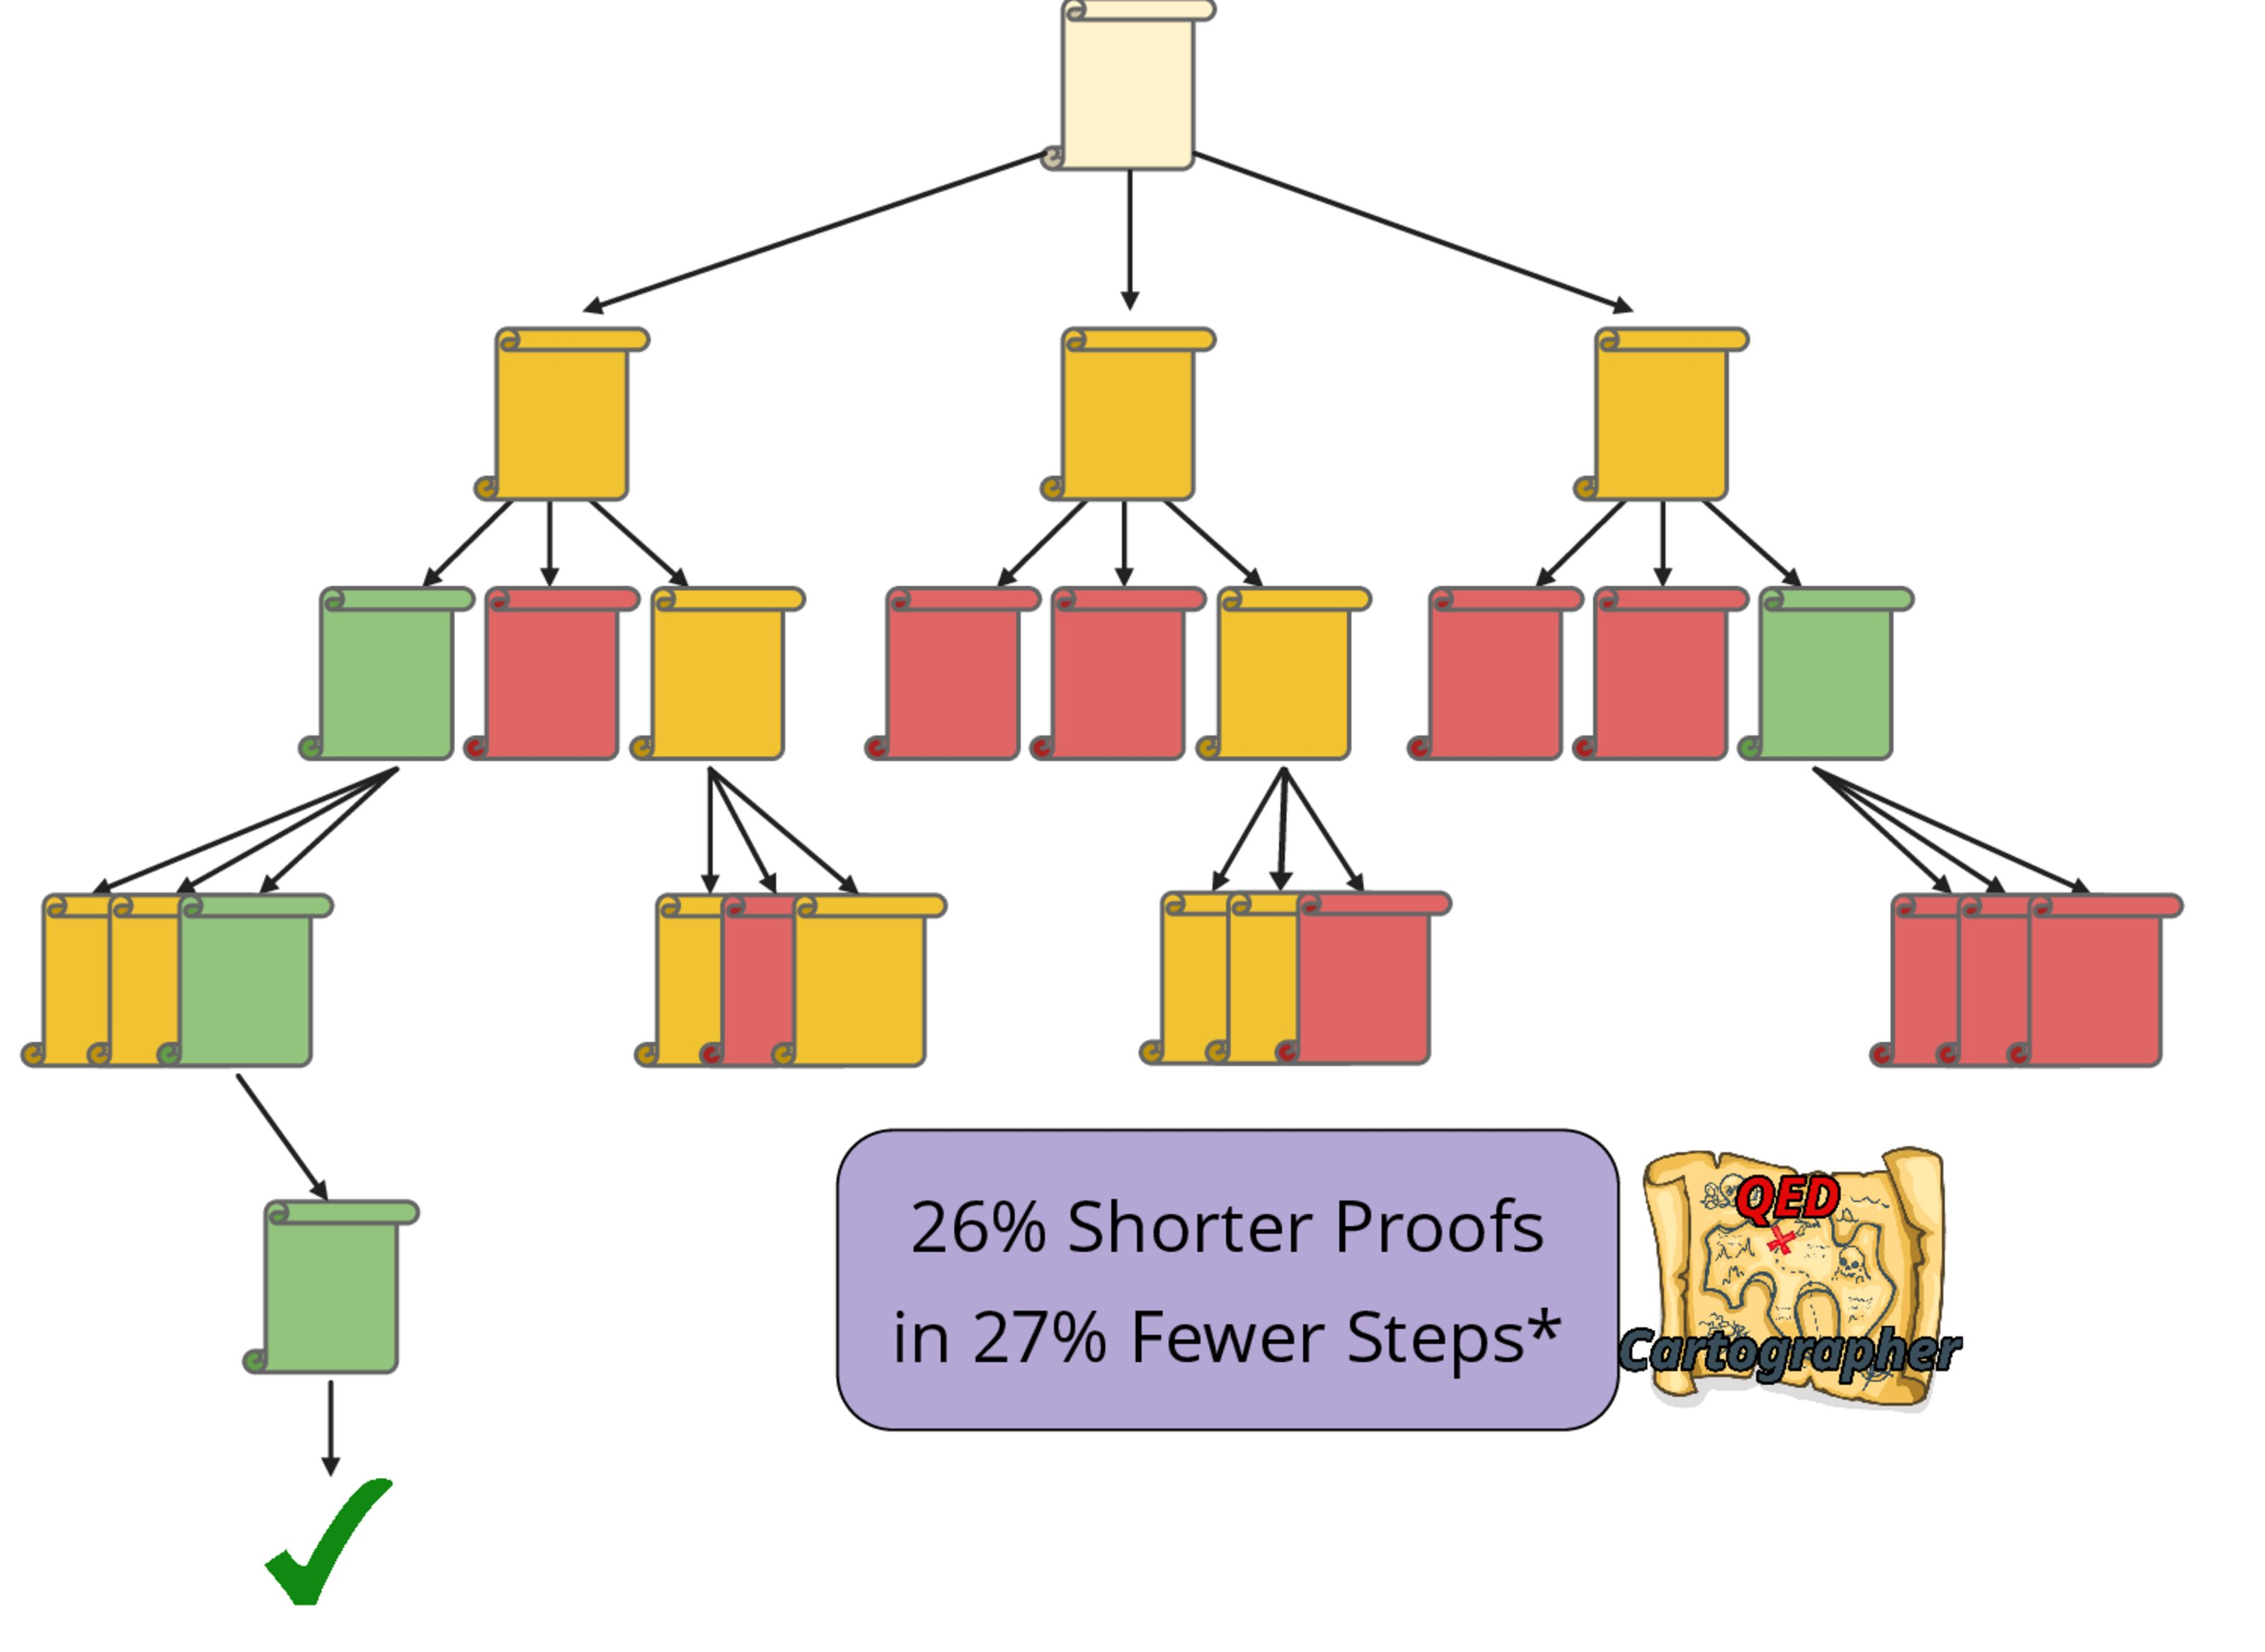 26% Shorter Proofs
in 27% Fewer Steps*
QED
Cartographer